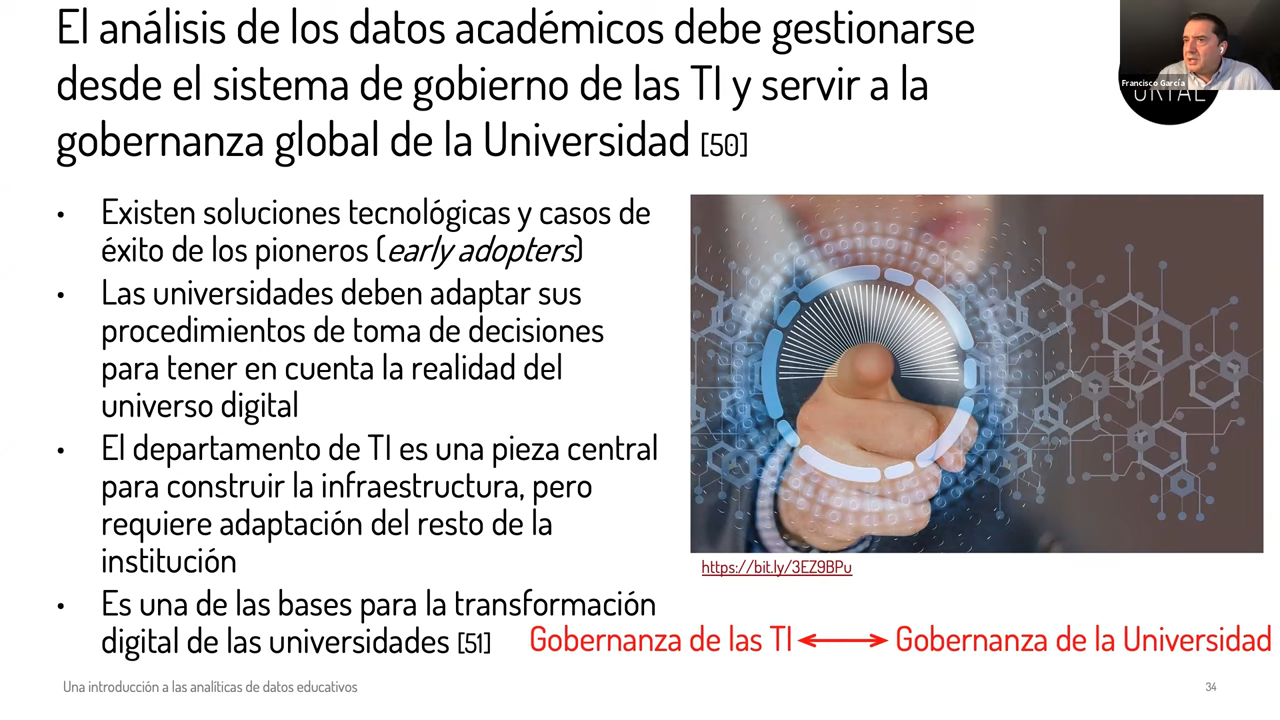 El análisis de los datos académicos debe gestionarse
desde el sistema de gobierno de las TI y servir a la
gobernanza global de la Universidad [50]
Francisco García
• Existen soluciones tecnológicas y casos de
éxito de los pioneros (early adopters)
• Las universidades deben adaptar sus
procedimientos de toma de decisiones
para tener en cuenta la realidad del
universo digital
• El departamento de TI es una pieza central
para construir la infraestructura, pero
requiere adaptación del resto de la
institución
• Es una de las bases para la transformación
digital de las universidades [51]
https://bit.ly/3EZ9BPu
Gobernanza de las TI ⟷ Gobernanza de la Universidad
Una introducción a las analíticas de datos educativos
34